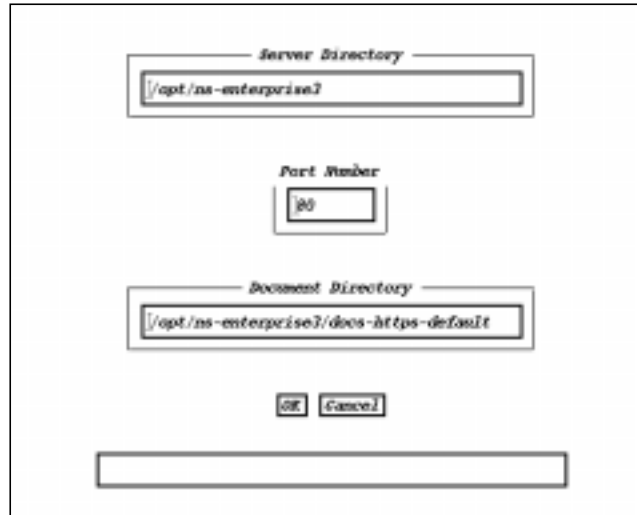 Server Directory
/opt/ns-enterprise3
Port Number
80
Document Directory
/opt/ns-enterprise3/docs-https-default
OK Cancel